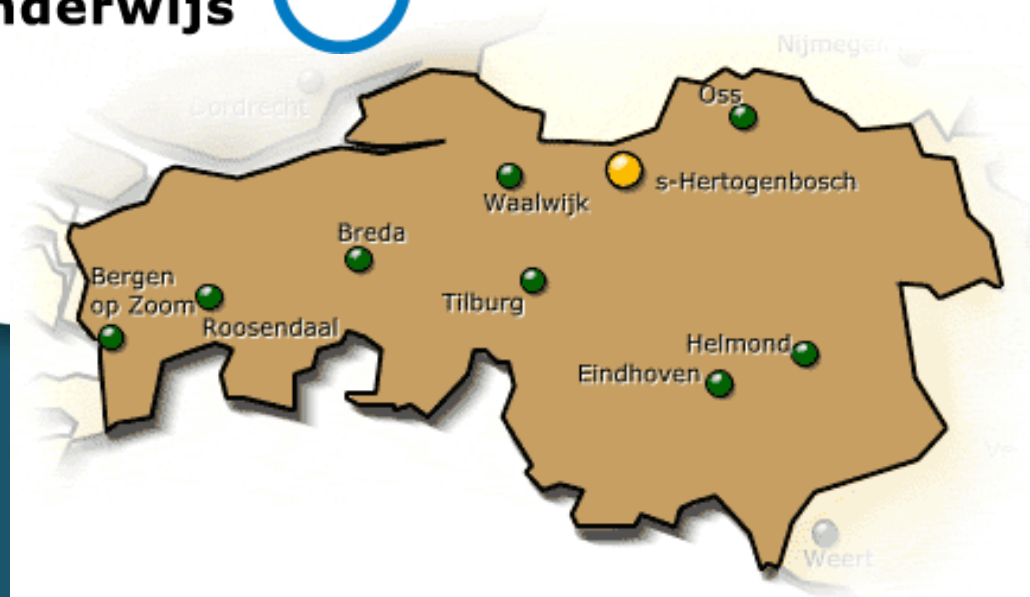 nderwijs
Nijmegen
Dordrecht
Oss
s-Hertogenbosch
Waalwijk
Breda
Bergen
op Zoom
Roosendaal
Tilburg
Helmond
Eindhoven
Weert